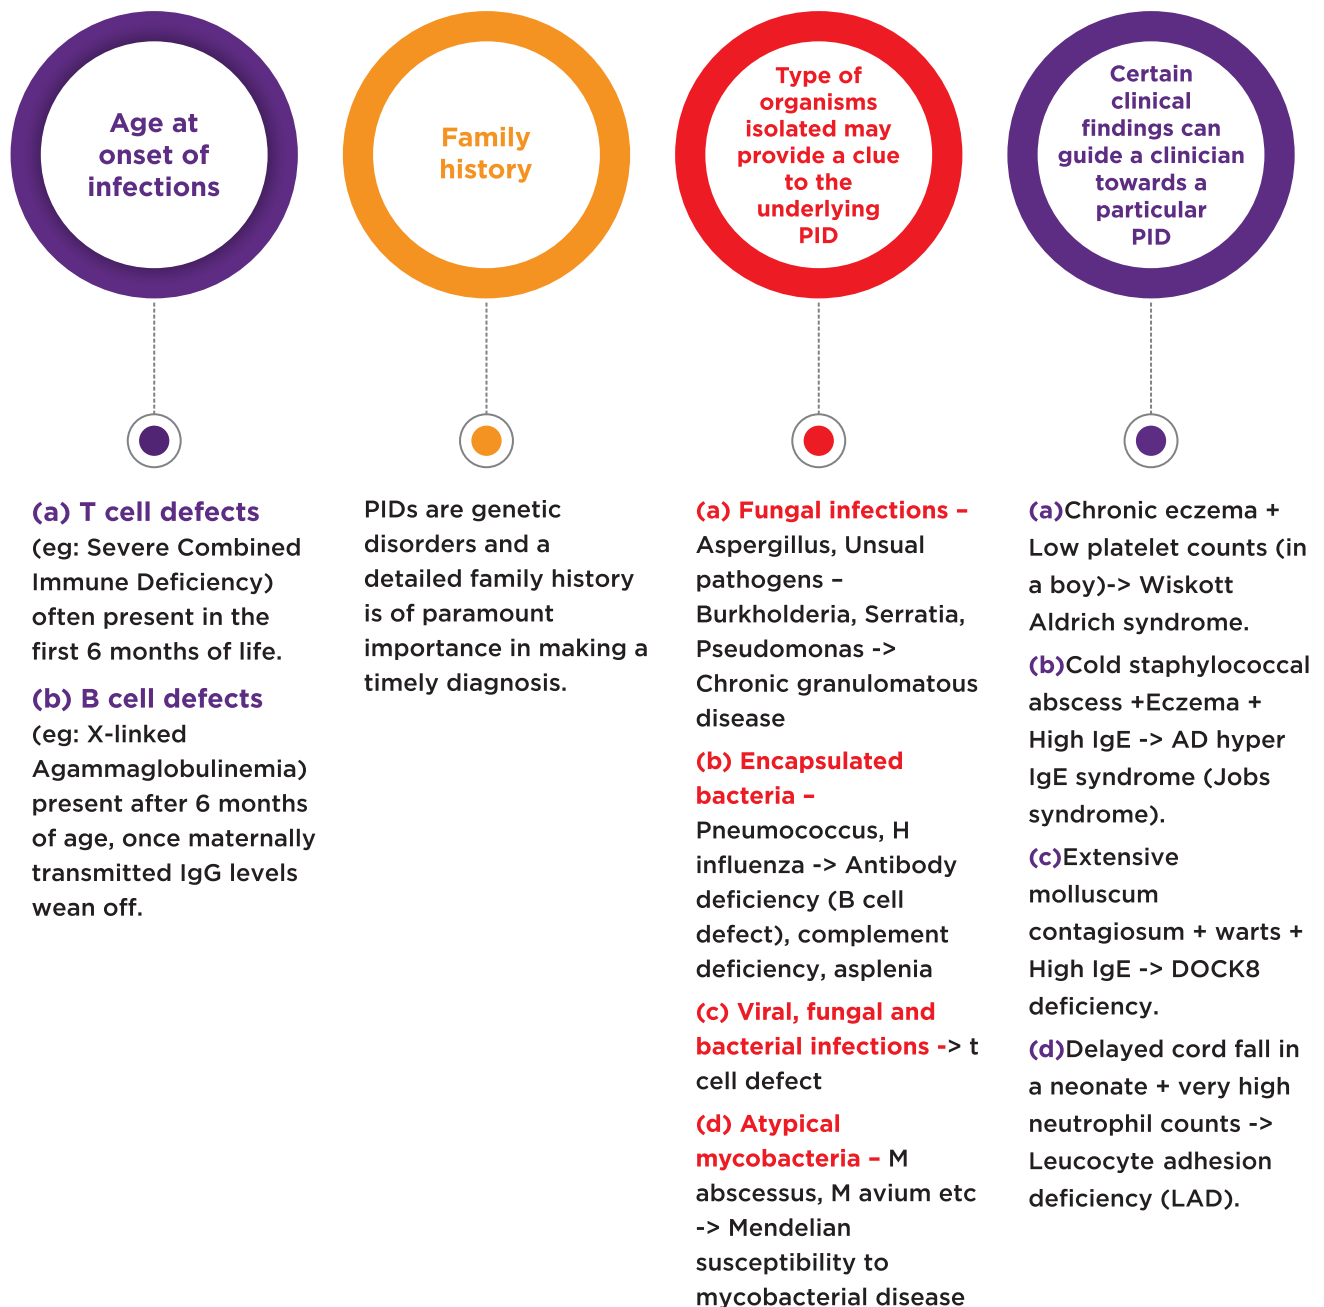 Age at
onset of
infections
Family
history
Type of
organisms
isolated may
provide a clue
to the
underlying
PID
Certain
clinical
findings can
guide a clinician
towards a
particular
PID
(a) T cell defects
(eg: Severe Combined
Immune Deficiency)
often present in the
first 6 months of life.
(b) B cell defects
(eg: X-linked
Agammaglobulinemia)
present after 6 months
of age, once maternally
transmitted IgG levels
wean off.
PIDs are genetic
disorders and a
detailed family history
is of paramount
importance in making a
timely diagnosis.
(a) Fungal infections –
Aspergillus, Unsual
pathogens –
Burkholderia, Serratia,
Pseudomonas ->
Chronic granulomatous
disease
(b) Encapsulated
bacteria –
Pneumococcus, H
influenza -> Antibody
deficiency (B cell
defect), complement
deficiency, asplenia
(c) Viral, fungal and
bacterial infections -> t
cell defect
(d) Atypical
mycobacteria – M
abscessus, M avium etc
-> Mendelian
susceptibility to
mycobacterial disease
(a)Chronic eczema +
Low platelet counts (in
a boy)-> Wiskott
Aldrich syndrome.
(b)Cold staphylococcal
abscess +Eczema +
High IgE -> AD hyper
IgE syndrome (Jobs
syndrome).
(c)Extensive
molluscum
contagiosum + warts +
High IgE -> DOCK8
deficiency.
(d)Delayed cord fall in
a neonate + very high
neutrophil counts ->
Leucocyte adhesion
deficiency (LAD).